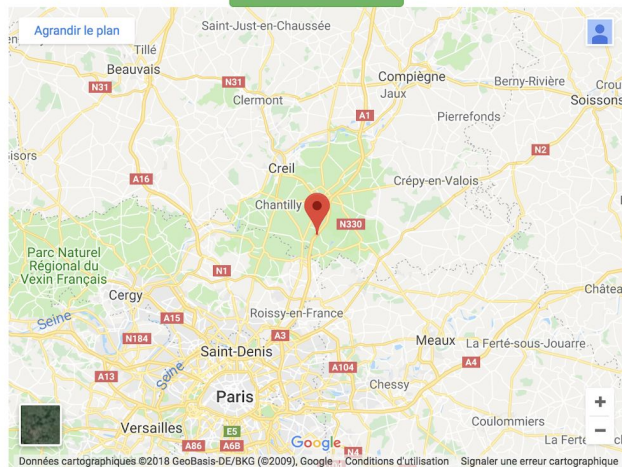 Agrandir le plan
Saint-Just-en-Chaussée
Tillé
Beauvais
N31
N31
Clermont
Compiègne
Jaux
Berny-Rivière
Soissons
A1
Pierrefonds
N2
Creil
A16
Crépy-en-Valois
Chantilly
N330
Parc Naturel
Régional du
Vexin Français
N1
Cergy
Seine
A15
Roissy-en-France
N184
A3
Meaux
La Ferté-sous-Jouarre
Saint-Denis
A104
A4
A13
Seine
Chessy
Paris
Versailles
E5
Coulommiers
A86
A6B
Google
N4
Données cartographiques ©2018 GeoBasis-DE/BKG (©2009), Google
Conditions d'utilisation
Signaler une erreur cartographique